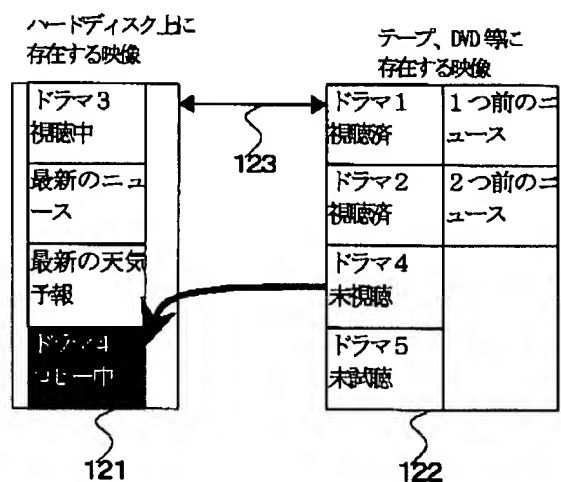 ハードディスク上に
存在する映像
ドラマ3
視聴中
最新のニュ
ース
最新の天気
予報
ドラマ4
コピー中
121
123
テープ、DVD等に
存在する映像
ドラマ1
視聴済
1つ前のニ
ュース
ドラマ2
視聴済
2つ前のニ
ュース
ドラマ4
未視聴
ドラマ5
未試聴
122